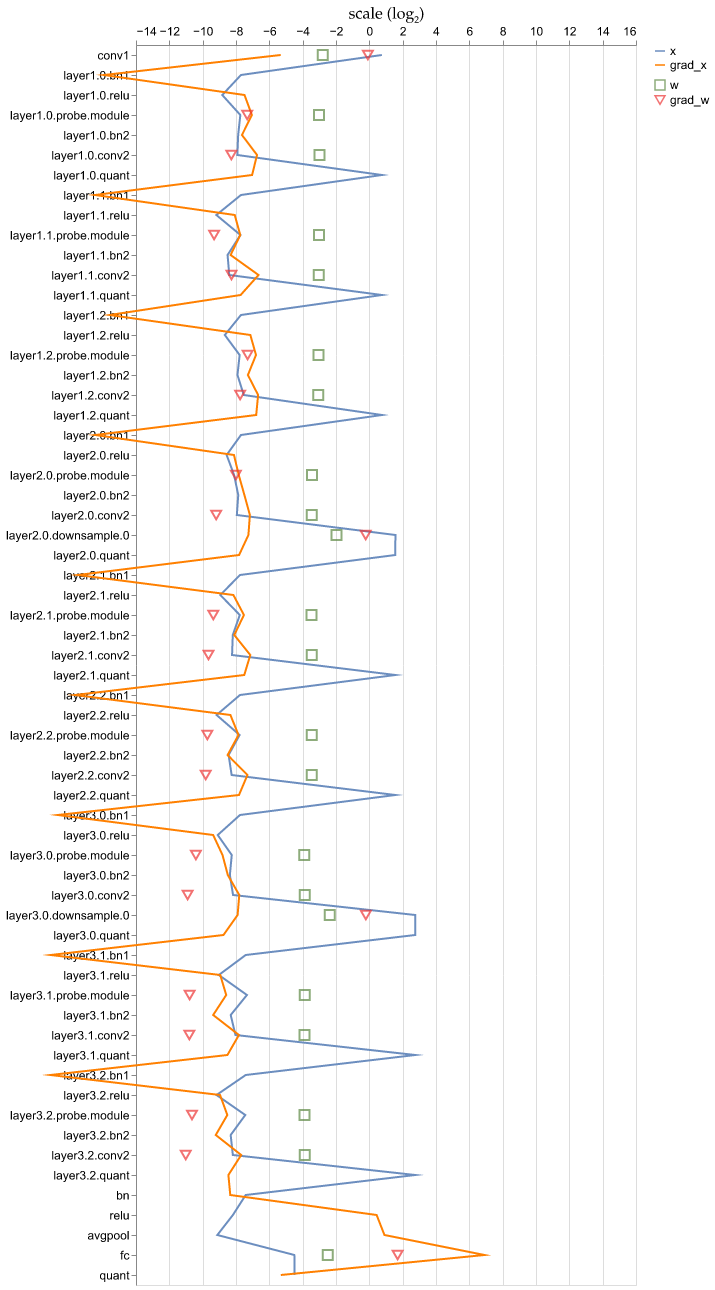 scale (log₂)
−14 −12 −10 −8 −6 −4 −2 0 2 4 6 8 10 12 14 16
x
grad_x
w
grad_w
conv1
layer1.0.bn1
layer1.0.relu
layer1.0.probe.module
layer1.0.bn2
layer1.0.conv2
layer1.0.quant
layer1.1.bn1
layer1.1.relu
layer1.1.probe.module
layer1.1.bn2
layer1.1.conv2
layer1.1.quant
layer1.2.bn1
layer1.2.relu
layer1.2.probe.module
layer1.2.bn2
layer1.2.conv2
layer1.2.quant
layer2.0.bn1
layer2.0.relu
layer2.0.probe.module
layer2.0.bn2
layer2.0.conv2
layer2.0.downsample.0
layer2.0.quant
layer2.1.bn1
layer2.1.relu
layer2.1.probe.module
layer2.1.bn2
layer2.1.conv2
layer2.1.quant
layer2.2.bn1
layer2.2.relu
layer2.2.probe.module
layer2.2.bn2
layer2.2.conv2
layer2.2.quant
layer3.0.bn1
layer3.0.relu
layer3.0.probe.module
layer3.0.bn2
layer3.0.conv2
layer3.0.downsample.0
layer3.0.quant
layer3.1.bn1
layer3.1.relu
layer3.1.probe.module
layer3.1.bn2
layer3.1.conv2
layer3.1.quant
layer3.2.bn1
layer3.2.relu
layer3.2.probe.module
layer3.2.bn2
layer3.2.conv2
layer3.2.quant
bn
relu
avgpool
fc
quant